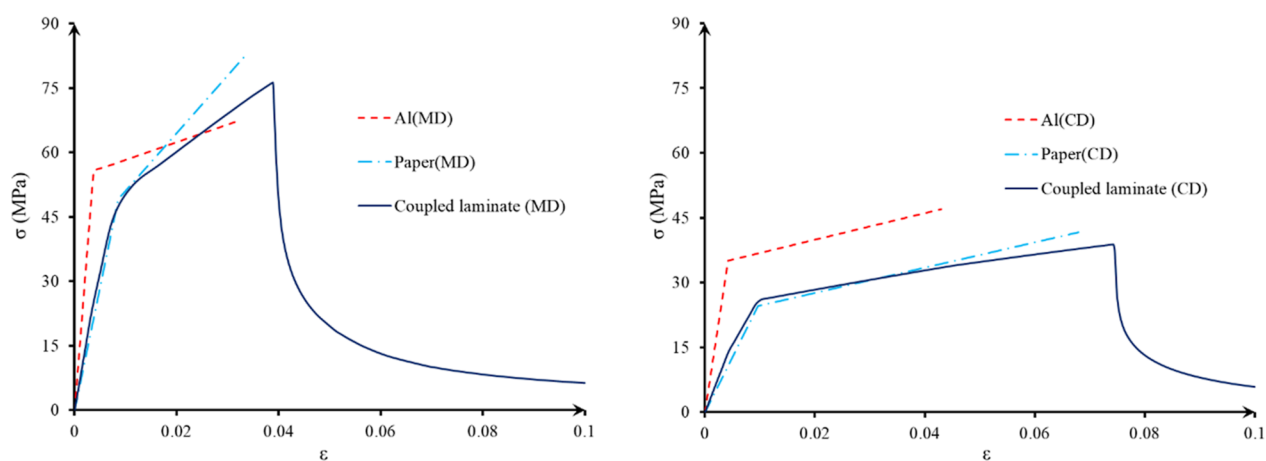 90
75
60
45
30
15
0
σ (MPa)
0
0.02
0.04
0.06
0.08
0.1
ε
Al(MD)
Paper(MD)
Coupled laminate (MD)
90
75
60
45
30
15
0
σ (MPa)
0
0.02
0.04
0.06
0.08
0.1
ε
Al(CD)
Paper(CD)
Coupled laminate (CD)